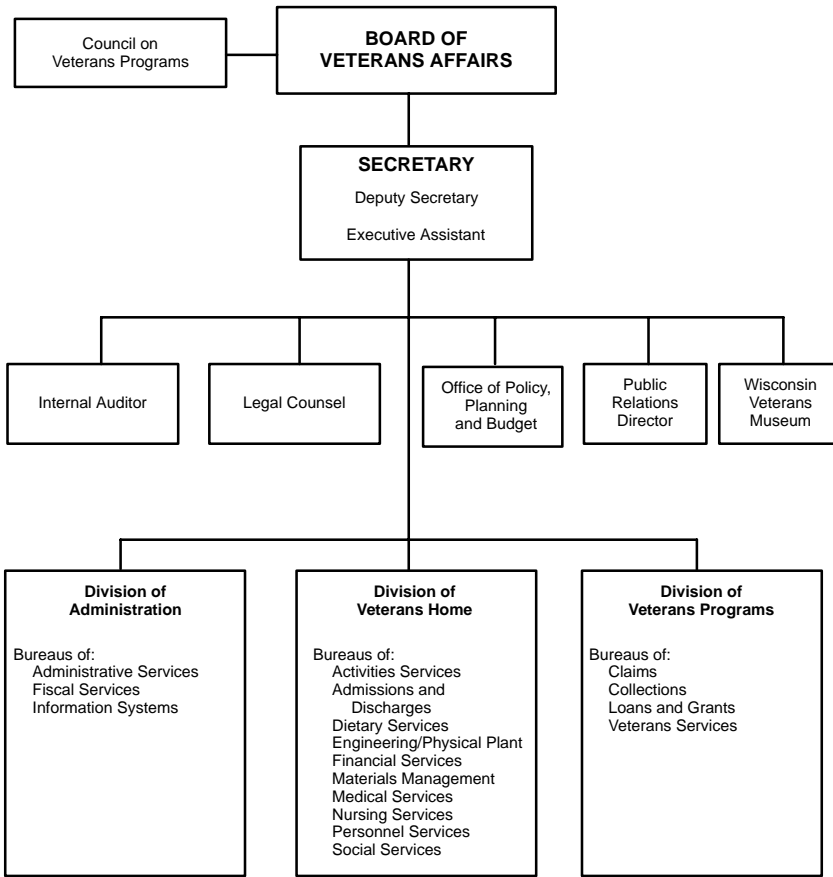 Council on
Veterans Programs
BOARD OF
VETERANS AFFAIRS
SECRETARY
Deputy Secretary
Executive Assistant
Internal Auditor
Legal Counsel
Office of Policy,
Planning
and Budget
Public
Relations
Director
Wisconsin
Veterans
Museum
Division of
Administration
Bureaus of:
Administrative Services
Fiscal Services
Information Systems
Division of
Veterans Home
Bureaus of:
Activities Services
Admissions and
Discharges
Dietary Services
Engineering/Physical Plant
Financial Services
Materials Management
Medical Services
Nursing Services
Personnel Services
Social Services
Division of
Veterans Programs
Bureaus of:
Claims
Collections
Loans and Grants
Veterans Services